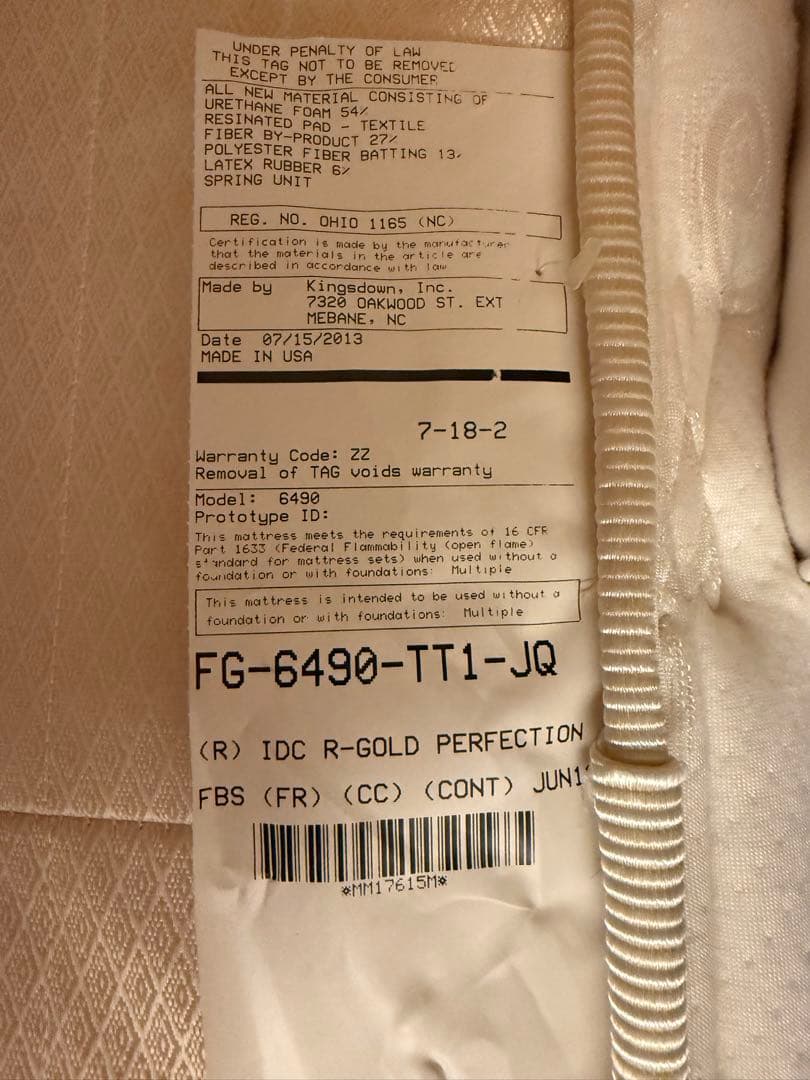 UNDER PENALTY OF LAW
THIS TAG NOT TO BE REMOVED
EXCEPT BY THE CONSUMER
ALL NEW MATERIAL CONSISTING OF
URETHANE FOAM 54%
RESINATED PAD - TEXTILE
FIBER BY-PRODUCT 27%
POLYESTER FIBER BATTING 13%
LATEX RUBBER 6%
SPRING UNIT
REG. NO. OHIO 1165 (NC)
Certification is made by the manufacturer
that the materials in the article are
described in accordance with law
Made by Kingsdown, Inc.
7320 OAKWOOD ST. EXT
MEBANE, NC
Date 07/15/2013
MADE IN USA
7-18-2
Warranty Code: ZZ
Removal of TAG voids warranty
Model: 6490
Prototype ID:
This mattress meets the requirements of 16 CFR
Part 1633 (Federal Flammability (open flame)
standard for mattress sets) when used without a
foundation or with foundations: Multiple
This mattress is intended to be used without a
foundation or with foundations: Multiple
FG-6490-TT1-JQ
(R) IDC R-GOLD PERFECTION
FBS (FR) (CC) (CONT)
*MM17615M*